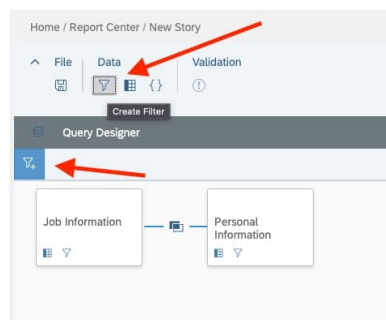 Home / Report Center / New Story
File Data Validation
Create Filter
Query Designer
Job Information
Personal
Information